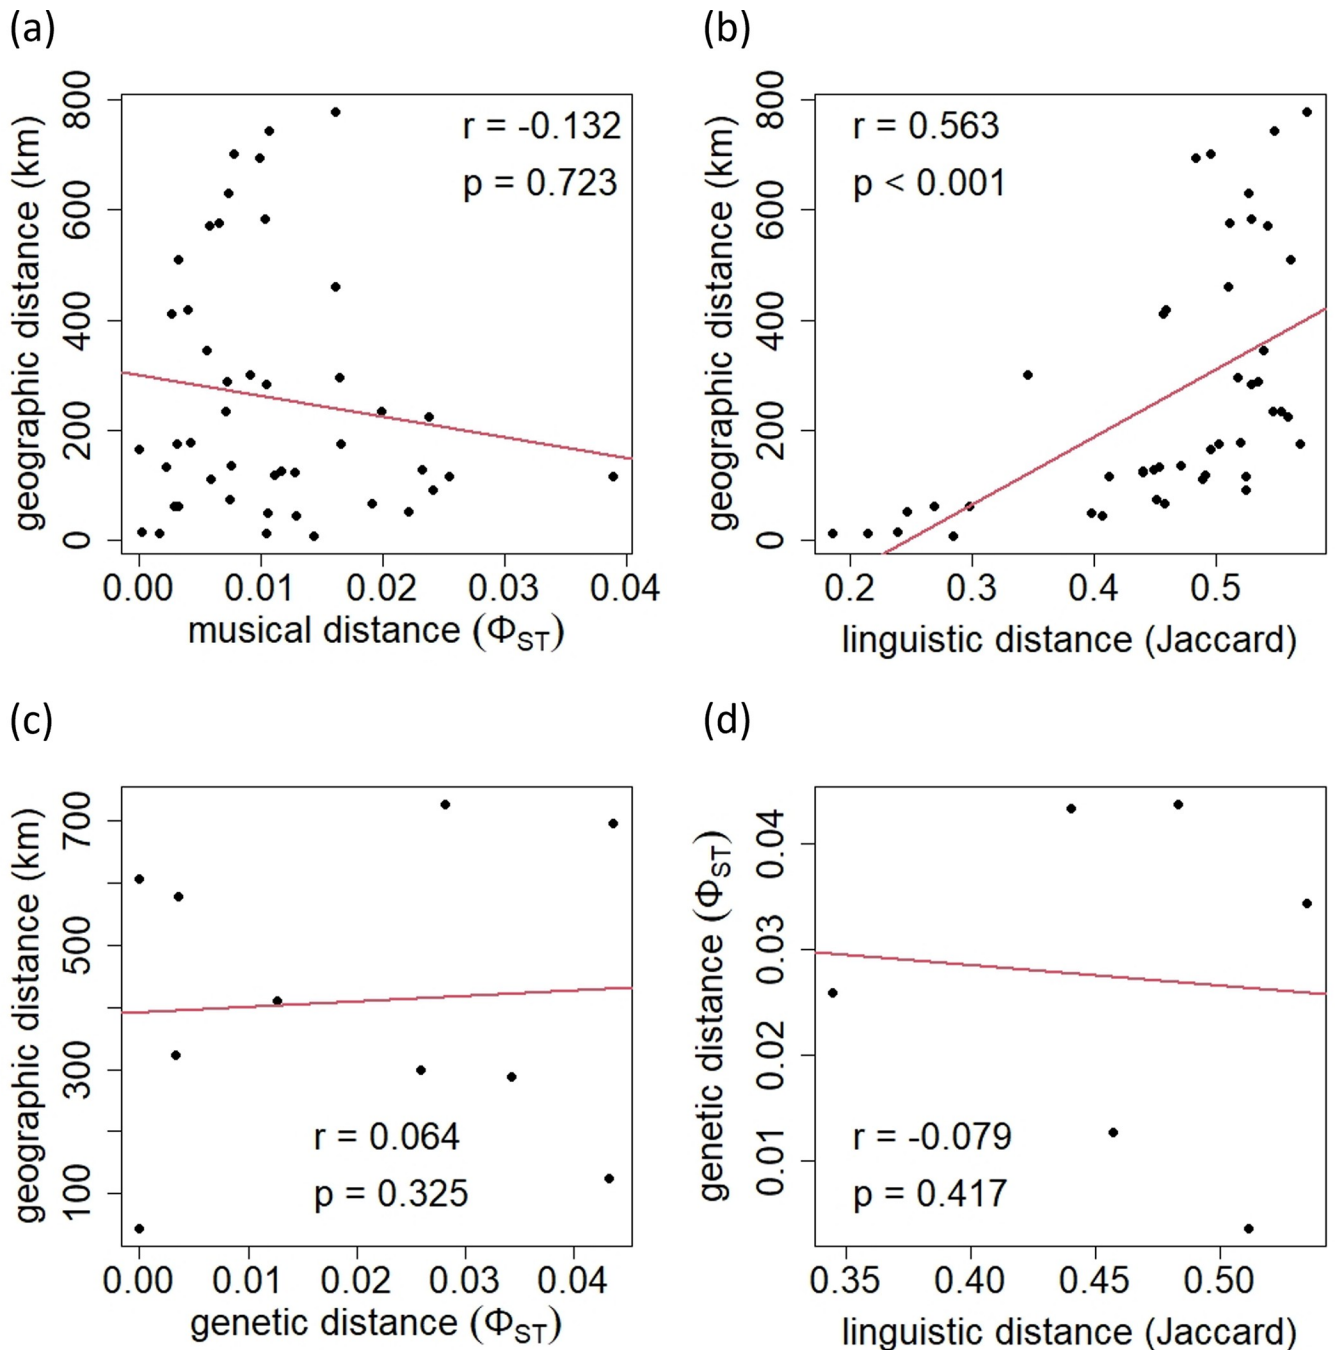 (a)
geographic distance (km)
800
600
400
200
0
r = -0.132
p = 0.723
0.00 0.01 0.02 0.03 0.04
musical distance (ΦST)
(b)
geographic distance (km)
800
600
400
200
0
r = 0.563
p < 0.001
0.2 0.3 0.4 0.5
linguistic distance (Jaccard)
(c)
geographic distance (km)
700
500
300
100
r = 0.064
p = 0.325
0.00 0.01 0.02 0.03 0.04
genetic distance (ΦST)
(d)
genetic distance (ΦST)
0.04
0.03
0.02
0.01
r = -0.079
p = 0.417
0.35 0.40 0.45 0.50
linguistic distance (Jaccard)